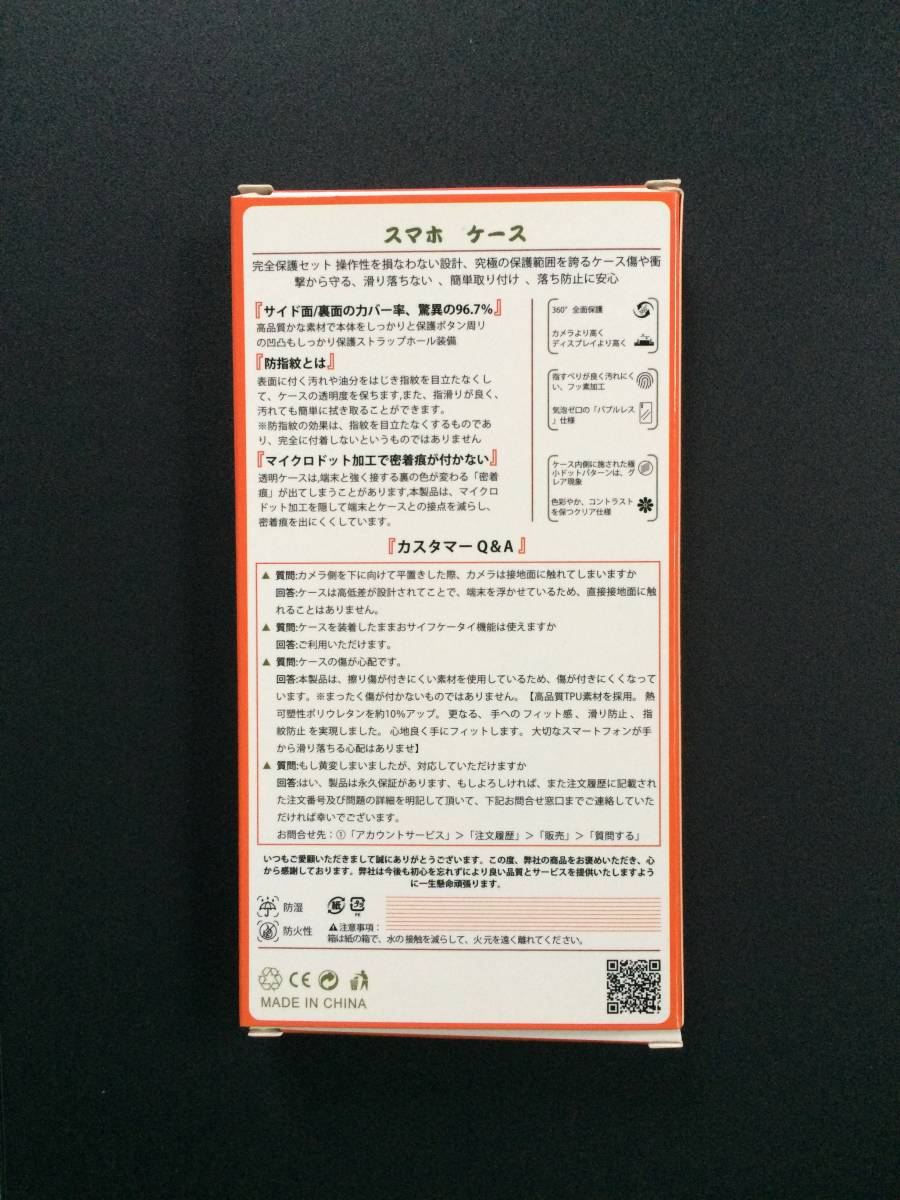 スマホ ケース
完全保護セット 操作性を損なわない設計、究極の保護範囲を誇るケース傷や衝
撃から守る、滑り落ちない 、簡単取り付け 、落ち防止に安心
『サイド面/裏面の力バー率、驚異の96.7%』
高品質かな素材で本体をしっかりと保護ボタン周り
の凹凸もしっかり保護ストラップホール装備
『防指紋とは』
表面に付く汚れや油分をはじき指紋を目立たなくし
て、ケースの透明度を保ちます,また、指滑りが良く、
汚れても簡単に拭き取ることができます。
※防指紋の効果は、指紋を目立たなくするものであ
り、完全に付着しないというものではありません
『マイクロドット加工で密着痕が付かない』
透明ケースは,端末と強く接する裏の色が変わる「密着
痕」が出てしまうことがあります,本製品は、マイクロ
ドット加工を隠して端末とケースとの接点を減らし、
密着痕を出にくくしています。
360°全面保護
カメラより高く
ディスプレイより高く
指すべりが良く汚れにく
い、フッ素加工
気泡ゼロの「バブルレス
」仕様
ケース内側に施された極
小ドットパターンは、グ
レア現象
色彩やか、コントラスト
を保つクリア仕様
『カスタマー Q&A 』
▲ 質問:カメラ側を下に向けて平置きした際、カメラは接地面に触れてしまいますか
回答:ケースは高低差が設計されてことで、端末を浮かせているため、直接接地面に触
れることはありません。
▲ 質問:ケースを装着したままおサイフケータイ機能は使えますか
回答:ご利用いただけます。
▲ 質問:ケースの傷が心配です。
回答:本製品は、擦り傷が付きにくい素材を使用しているため、傷が付きにくくなって
います。※まったく傷が付かないものではありません。【高品質TPU素材を採用。 熱
可塑性ポリウレタンを約10%アップ。 更なる、 手への フィット感 、 滑り防止 、 指
紋防止 を実現しました。 心地良く手にフィットします。 大切なスマートフォンが手
から滑り落ちる心配はありませ】
▲ 質問:もし黄変しまいましたが、対応していただけますか
回答:はい、製品は永久保証があります、もしよろしければ、また注文履歴に記載され
た注文番号及び問題の詳細を明記して頂いて、下記お問合せ窓口までご連絡していた
だければ幸いでございます。
お問合せ先：①「アカウントサービス」>「注文履歴」>「販売」>「質問する」
いつもご愛顧いただきまして誠にありがとうございます。この度、弊社の商品をお褒めいただき、心
から感謝しております。弊社は今後も初心を忘れずにより良い品質とサービスを提供いたしますよう
に一生懸命頑張ります。
防湿
紙
プラ
PE
防火性
▲注意事項：
箱は紙の箱で、水の接触を減らして、火元を遠く離れてください。
CE
MADE IN CHINA